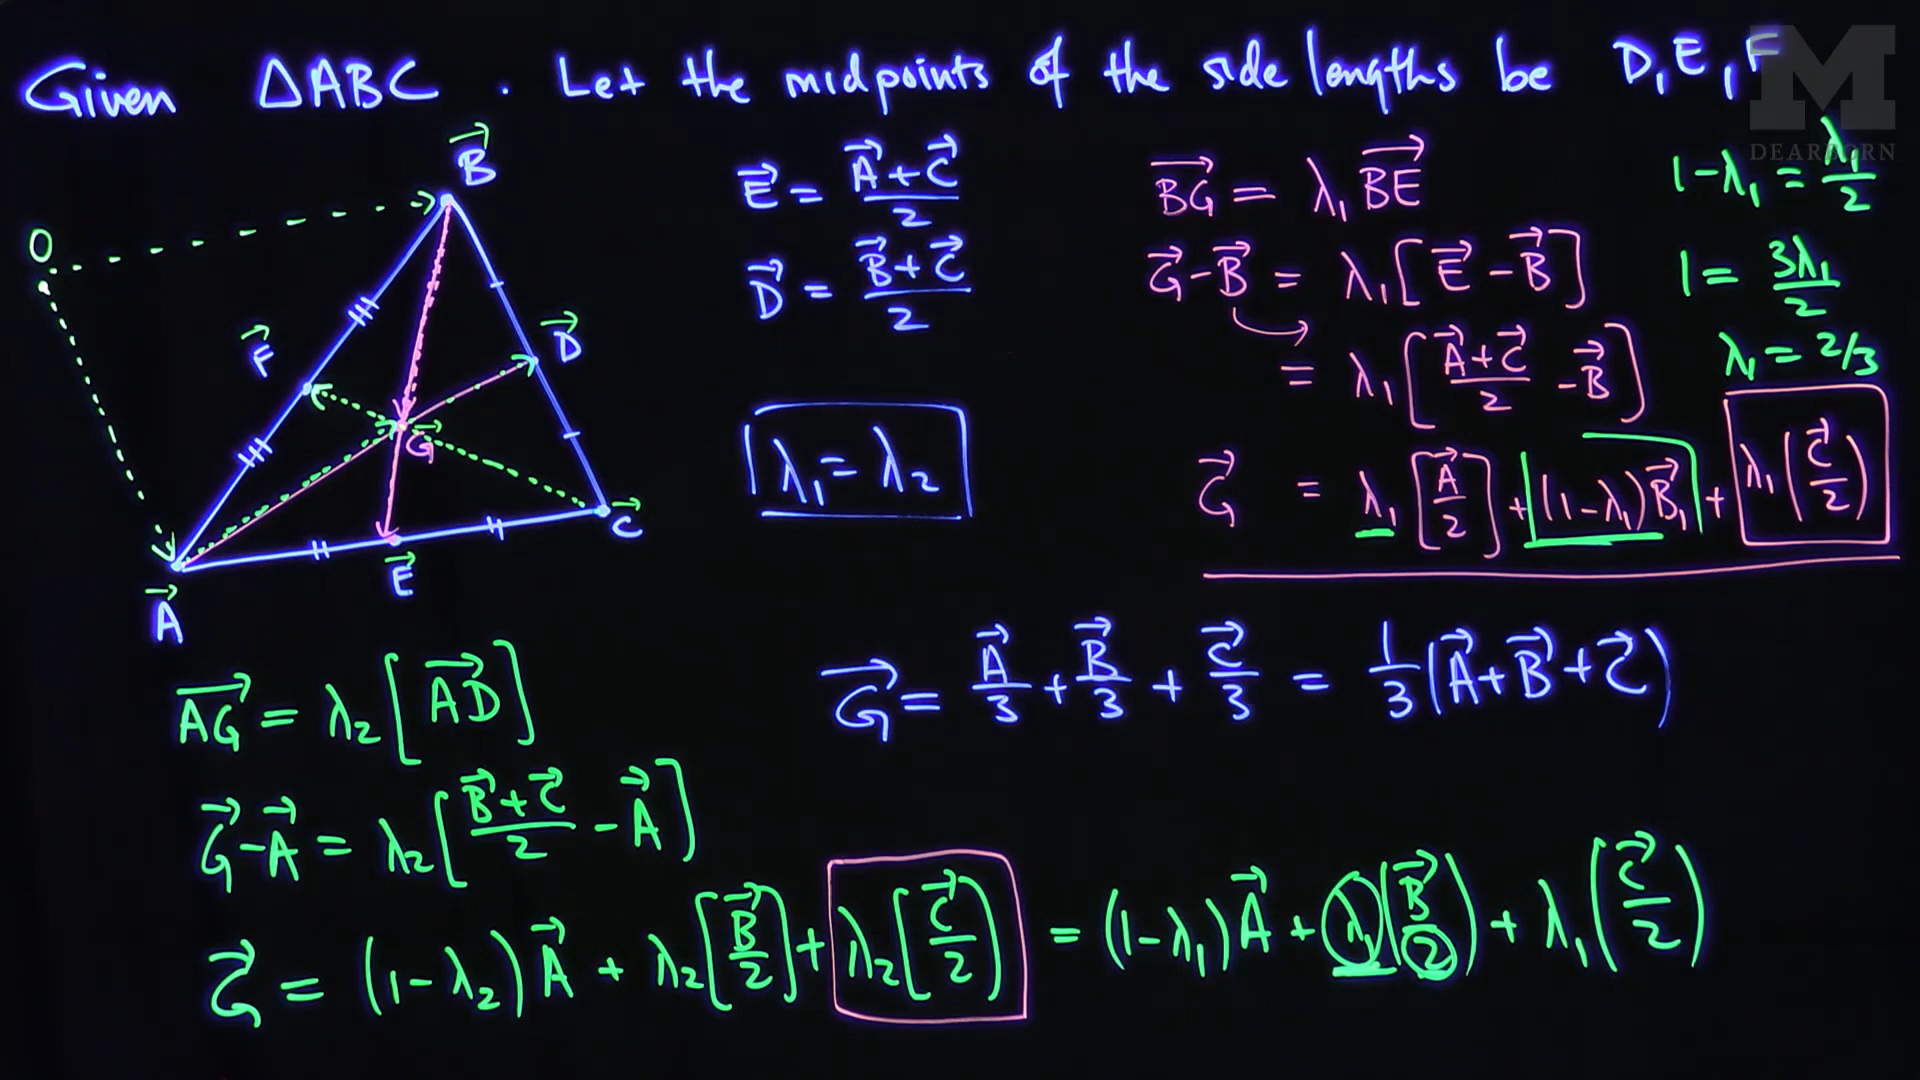 Given ΔABC . Let the midpoints of the side lengths be D, E, F
M
DEARBORN
O
B⃗
F⃗
D⃗
G⃗
C⃗
E⃗
A⃗
E⃗ = (A⃗ + C⃗)/2
D⃗ = (B⃗ + C⃗)/2
λ₁ = λ₂
BG⃗ = λ₁ BE⃗
G⃗ - B⃗ = λ₁ [E⃗ - B⃗]
= λ₁ [(A⃗ + C⃗)/2 - B⃗]
G⃗ = λ₁ [A⃗/2] + (1-λ₁)B⃗₁ + λ₁ (C⃗/2)
1-λ₁ = λ₁/2
1 = 3λ₁/2
λ₁ = 2/3
G⃗ = A⃗/3 + B⃗/3 + C⃗/3 = 1/3 (A⃗ + B⃗ + C⃗)
AG⃗ = λ₂ [AD⃗]
G⃗ - A⃗ = λ₂ [(B⃗ + C⃗)/2 - A⃗]
G⃗ = (1-λ₂) A⃗ + λ₂ [B⃗/2] + λ₂ [C⃗/2] = (1-λ₁) A⃗ + λ₁ (B⃗/2) + λ₁ (C⃗/2)